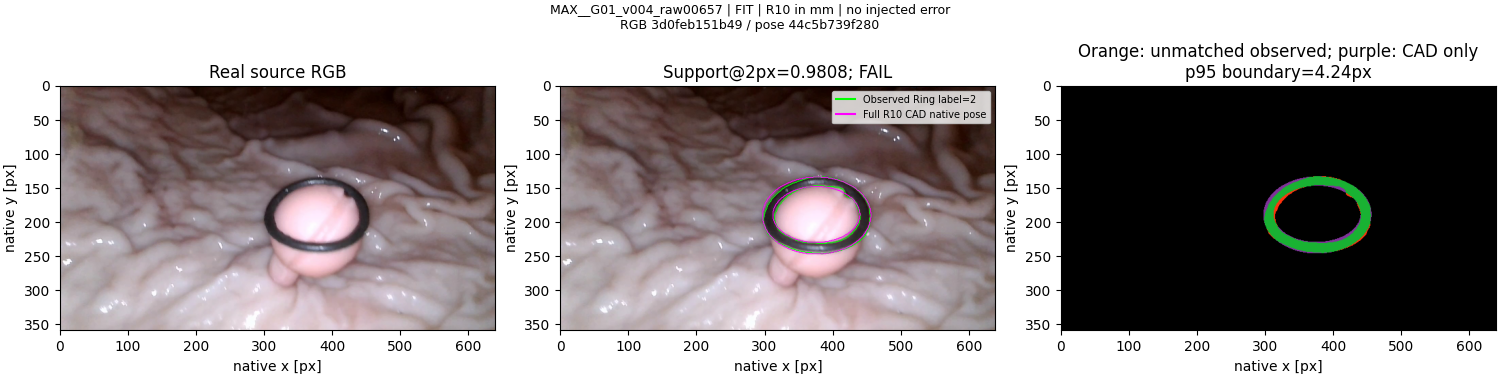 MAX__G01_v004_raw00657 | FIT | R10 in mm | no injected error
RGB 3d0feb151b49 / pose 44c5b739f280
Real source RGB
0
50
100
150
200
250
300
350
native y [px]
0 100 200 300 400 500 600
native x [px]
Support@2px=0.9808; FAIL
Observed Ring label=2
Full R10 CAD native pose
0
50
100
150
200
250
300
350
native y [px]
0 100 200 300 400 500 600
native x [px]
Orange: unmatched observed; purple: CAD only
p95 boundary=4.24px
0
50
100
150
200
250
300
350
native y [px]
0 100 200 300 400 500 600
native x [px]